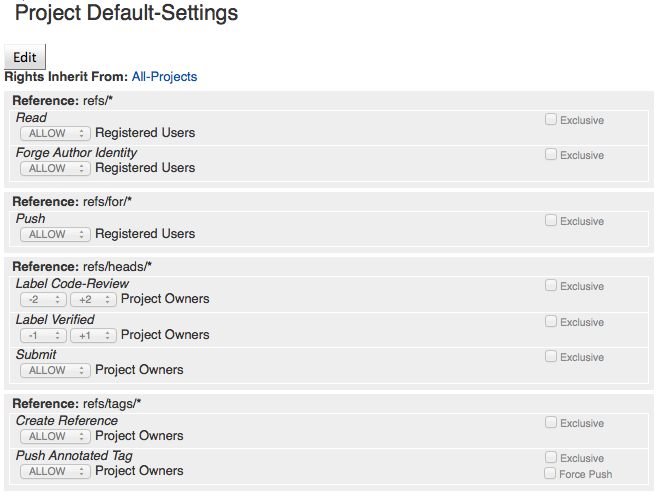 Project Default-Settings
Edit
Rights Inherit From: All-Projects
Reference: refs/*
Read
Exclusive
ALLOW Registered Users
Forge Author Identity
Exclusive
ALLOW Registered Users
Reference: refs/for/*
Push
Exclusive
ALLOW Registered Users
Reference: refs/heads/*
Label Code-Review
Exclusive
-2 +2 Project Owners
Label Verified
Exclusive
-1 +1 Project Owners
Submit
Exclusive
ALLOW Project Owners
Reference: refs/tags/*
Create Reference
Exclusive
ALLOW Project Owners
Push Annotated Tag
Exclusive
ALLOW Project Owners
Force Push